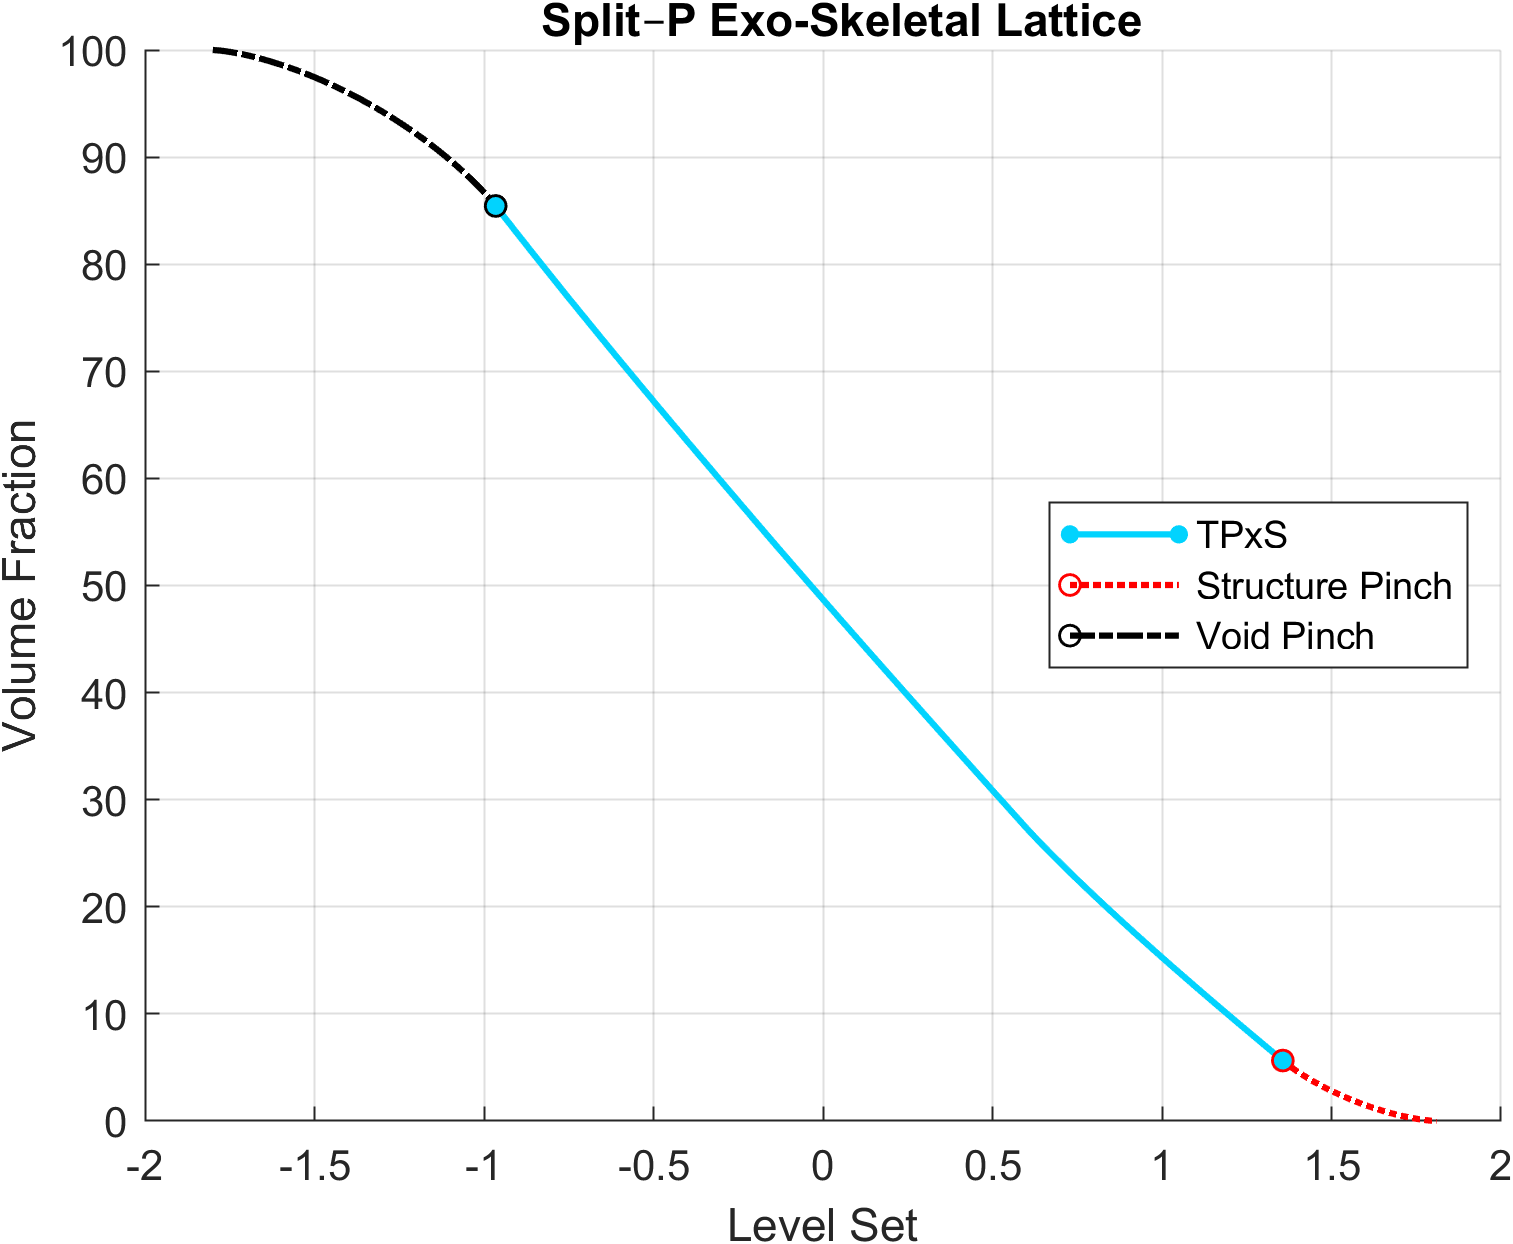 Split−P Exo-Skeletal Lattice
100
90
80
70
60
50
40
30
20
10
0
Volume Fraction
TPxS
Structure Pinch
Void Pinch
-2 -1.5 -1 -0.5 0 0.5 1 1.5 2
Level Set